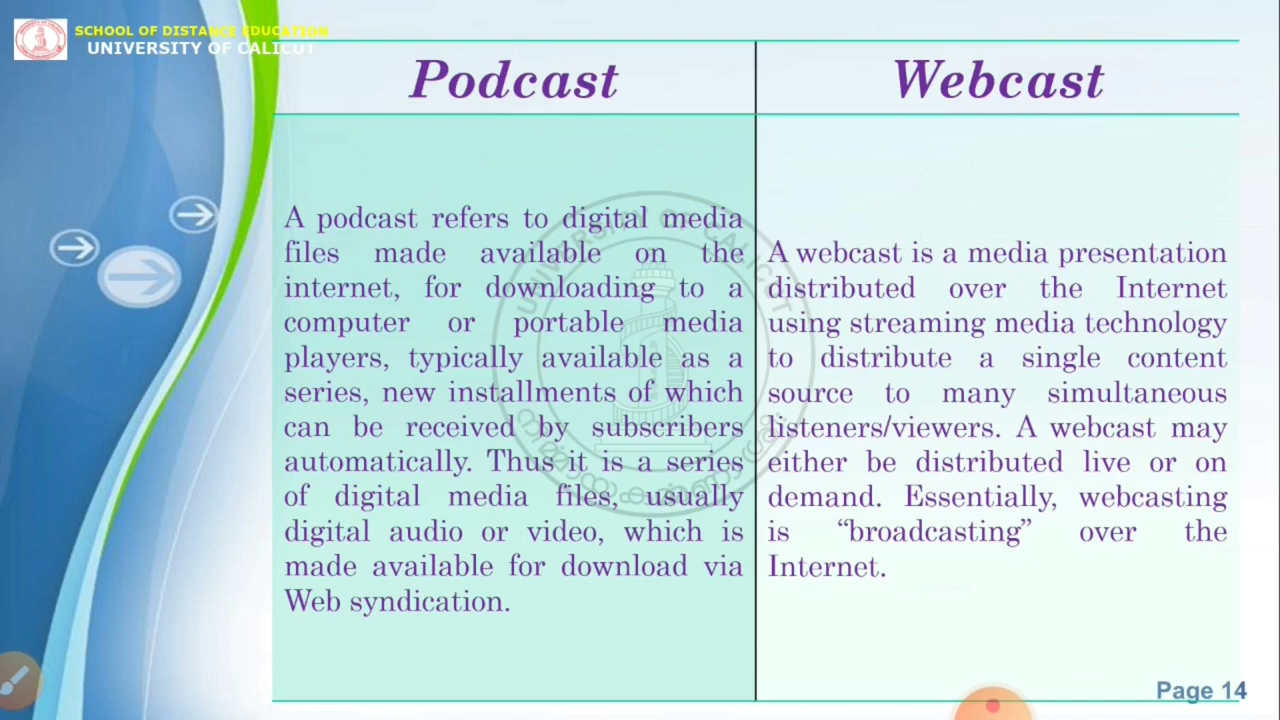 SCHOOL OF DISTANCE EDUCATION
UNIVERSITY OF CALICUT
Podcast
A podcast refers to digital media
files made available on the
internet, for downloading to a
computer or portable media
players, typically available as a
series, new installments of which
can be received by subscribers
automatically. Thus it is a series
of digital media files, usually
digital audio or video, which is
made available for download via
Web syndication.
Webcast
A webcast is a media presentation
distributed over the Internet
using streaming media technology
to distribute a single content
source to many simultaneous
listeners/viewers. A webcast may
either be distributed live or on
demand. Essentially, webcasting
is “broadcasting” over the
Internet.
UNIVERSITY OF CALICUT
Page 14